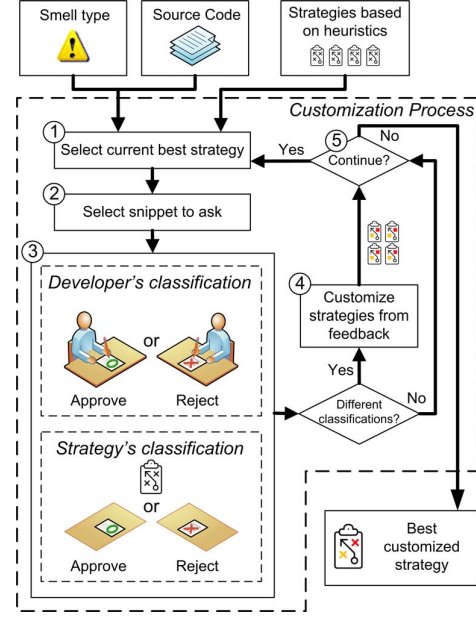 Smell type
Source Code
Strategies based
on heuristics
Customization Process
1
Select current best strategy
Yes
5
Continue?
No
2
Select snippet to ask
3
Developer's classification
or
Approve
Reject
4
Customize
strategies from
feedback
Yes
No
Different
classifications?
Strategy's classification
or
Approve
Reject
Best
customized
strategy